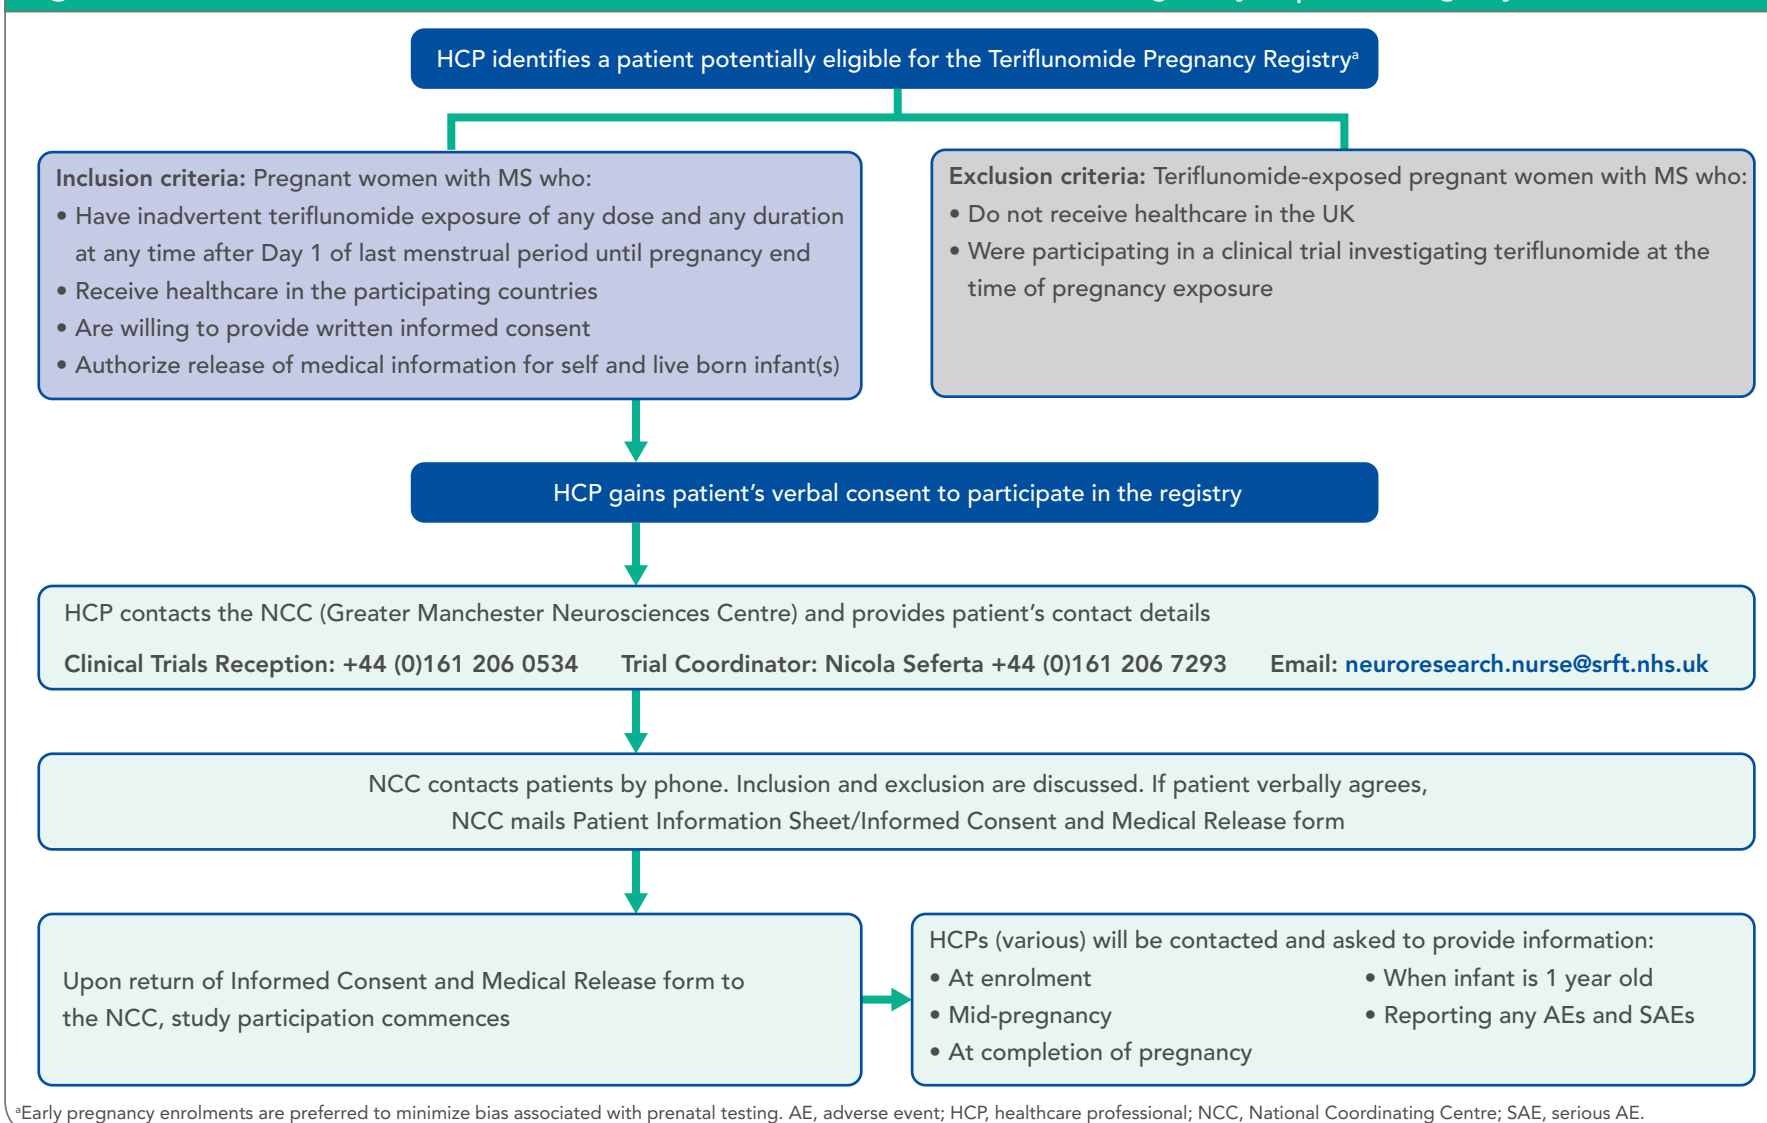 HCP identifies a patient potentially eligible for the Teriflunomide Pregnancy Registryᵃ
Inclusion criteria: Pregnant women with MS who:
• Have inadvertent teriflunomide exposure of any dose and any duration
at any time after Day 1 of last menstrual period until pregnancy end
• Receive healthcare in the participating countries
• Are willing to provide written informed consent
• Authorize release of medical information for self and live born infant(s)
Exclusion criteria: Teriflunomide-exposed pregnant women with MS who:
• Do not receive healthcare in the UK
• Were participating in a clinical trial investigating teriflunomide at the
time of pregnancy exposure
HCP gains patient's verbal consent to participate in the registry
HCP contacts the NCC (Greater Manchester Neurosciences Centre) and provides patient's contact details
Clinical Trials Reception: +44 (0)161 206 0534 Trial Coordinator: Nicola Seferta +44 (0)161 206 7293 Email: neuroresearch.nurse@srft.nhs.uk
NCC contacts patients by phone. Inclusion and exclusion are discussed. If patient verbally agrees,
NCC mails Patient Information Sheet/Informed Consent and Medical Release form
Upon return of Informed Consent and Medical Release form to
the NCC, study participation commences
HCPs (various) will be contacted and asked to provide information:
• At enrolment
• Mid-pregnancy
• At completion of pregnancy
• When infant is 1 year old
• Reporting any AEs and SAEs
ᵃEarly pregnancy enrolments are preferred to minimize bias associated with prenatal testing. AE, adverse event; HCP, healthcare professional; NCC, National Coordinating Centre; SAE, serious AE.